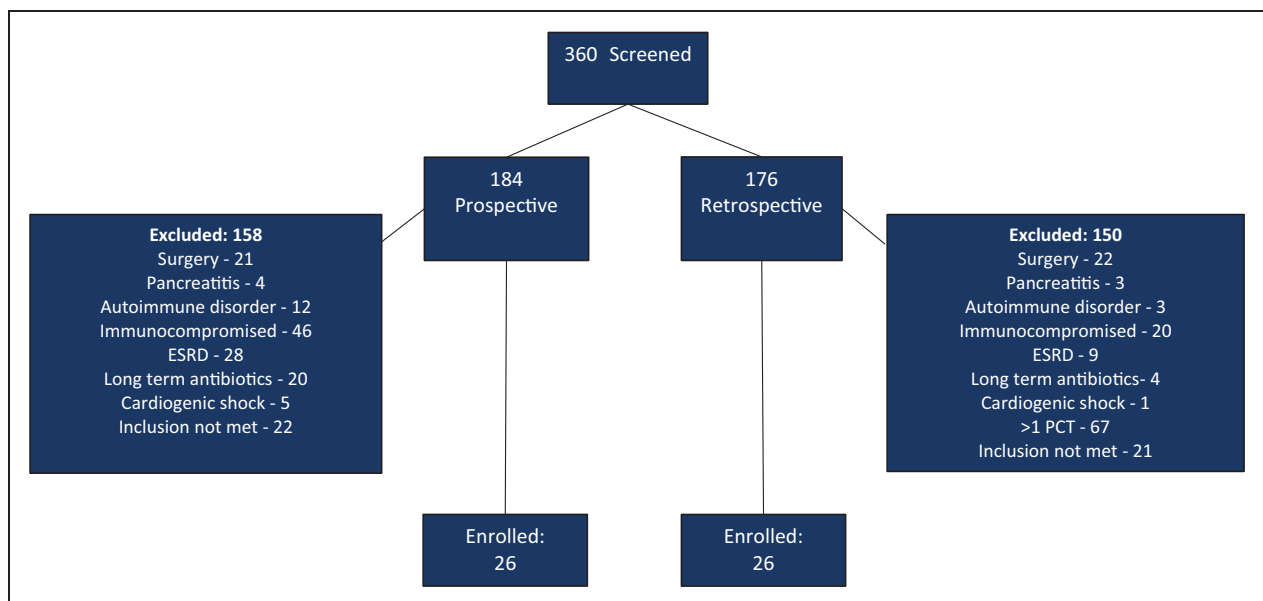 360 Screened
184
Prospective
176
Retrospective
Excluded: 158
Surgery - 21
Pancreatitis - 4
Autoimmune disorder - 12
Immunocompromised - 46
ESRD - 28
Long term antibiotics - 20
Cardiogenic shock - 5
Inclusion not met - 22
Excluded: 150
Surgery - 22
Pancreatitis - 3
Autoimmune disorder - 3
Immunocompromised - 20
ESRD - 9
Long term antibiotics- 4
Cardiogenic shock - 1
>1 PCT - 67
Inclusion not met - 21
Enrolled:
26
Enrolled:
26